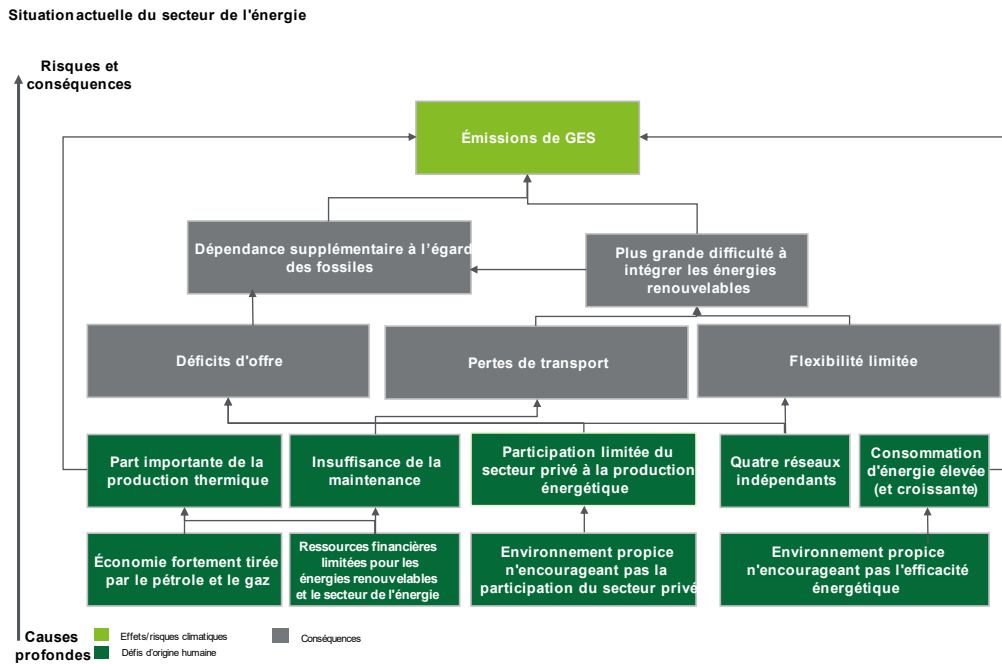 Situation actuelle du secteur de l'énergie
Risques et
conséquences
Émissions de GES
Dépendance supplémentaire à l'égard
des fossiles
Plus grande difficulté à
intégrer les énergies
renouvelables
Déficits d'offre
Pertes de transport
Flexibilité limitée
Part importante de la
production thermique
Insuffisance de la
maintenance
Participation limitée du
secteur privé à la production
énergétique
Quatre réseaux
indépendants
Consommation
d'énergie élevée
(et croissante)
Économie fortement tirée
par le pétrole et le gaz
Ressources financières
limitées pour les
énergies renouvelables
et le secteur de l'énergie
Environnement propice
n'encourageant pas la
participation du secteur privé
Environnement propice
n'encourageant pas l'efficacité
énergétique
Causes
profondes
Effets/risques climatiques
Conséquences
Défis d'origine humaine